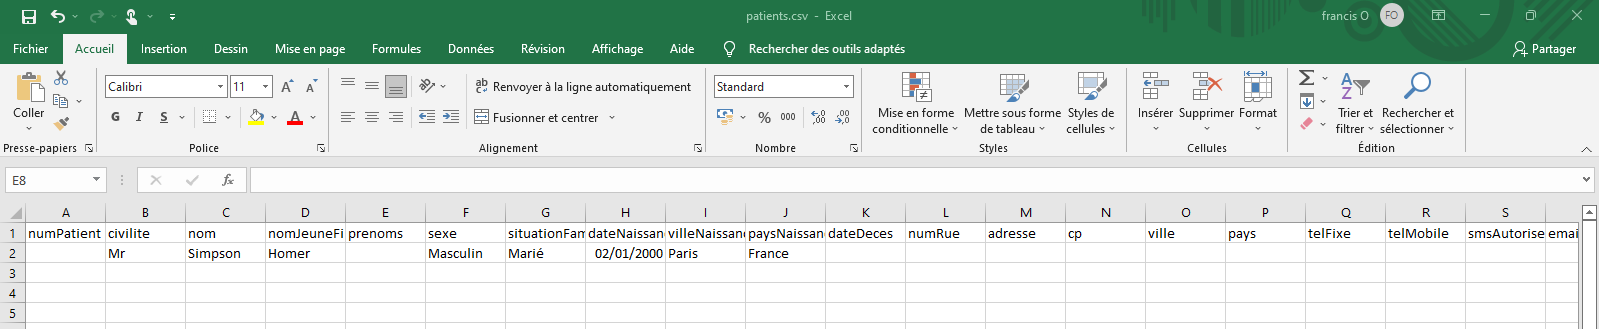 patients.csv - Excel
francis O
FO
Fichier Accueil Insertion Dessin Mise en page Formules Données Révision Affichage Aide Rechercher des outils adaptés Partager
Coller
Presse-papiers
Calibri 11
G I S
Police
Renvoyer à la ligne automatiquement
Fusionner et centrer
Alignement
Standard
% 000
Nombre
Mise en forme
conditionnelle
Mettre sous forme
de tableau
Styles de
cellules
Styles
Insérer Supprimer Format
Cellules
Trier et
filtrer
Rechercher et
sélectionner
Édition
E8 fx
A B C D E F G H I J K L M N O P Q R S
1 numPatient civilite nom nomJeuneFi prenoms sexe situationFam dateNaissan villeNaissan paysNaissan dateDeces numRue adresse cp ville pays telFixe telMobile smsAutorise emai
2 Mr Simpson Homer Masculin Marié 02/01/2000 Paris France
3
4
5